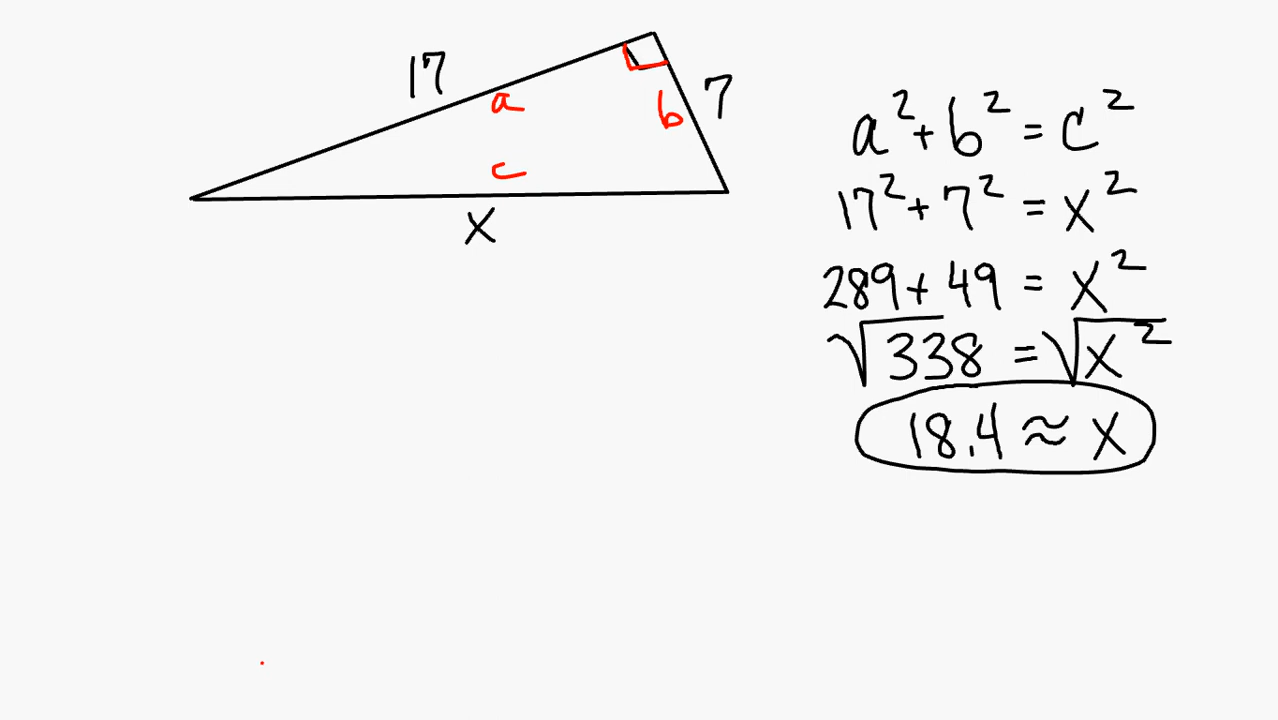 17
a
b
7
c
x
a² + b² = c²
17² + 7² = x²
289 + 49 = x²
√338 = √x²
18.4 ≈ x